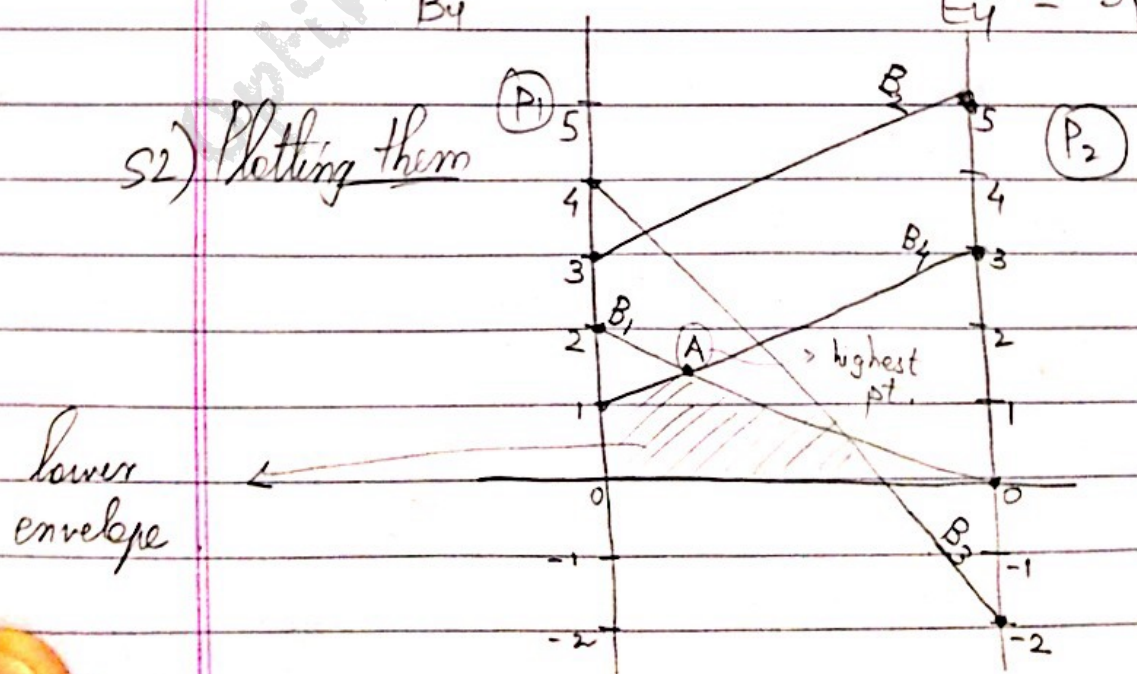 B4
E4 =
P1
5
B2
5
P2
S2) Plotting them
4
4
3
B4
3
2
B1
2
A
highest
pt.
1
1
lower
envelope
0
0
B3
-1
-1
-2
-2